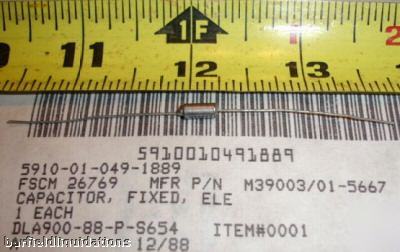 1F 1 2
11 12 13
5910010491889
5910-01-049-1889
FSCM 26769 MFR P/N M39003/01-5667
CAPACITOR, FIXED, ELE
1 EACH
DLA900-88-P-S654 ITEM#0001
12/88
barfieldliquidations